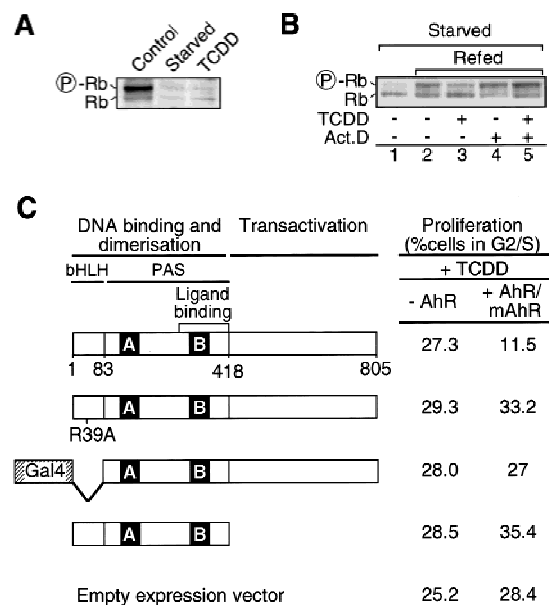 A
Control
Starved
TCDD
P -Rb
Rb
B
Starved
Refed
P -Rb
Rb
TCDD - - + - +
Act.D - - - + +
1 2 3 4 5
C
DNA binding and dimerisation
Transactivation
Proliferation
(%cells in G2/S)
bHLH
PAS
+ TCDD
Ligand
binding
- AhR
+ AhR/
mAhR
A B
27.3 11.5
1 83 418 805
A B
29.3 33.2
R39A
Gal4 A B
28.0 27
A B
28.5 35.4
Empty expression vector
25.2 28.4